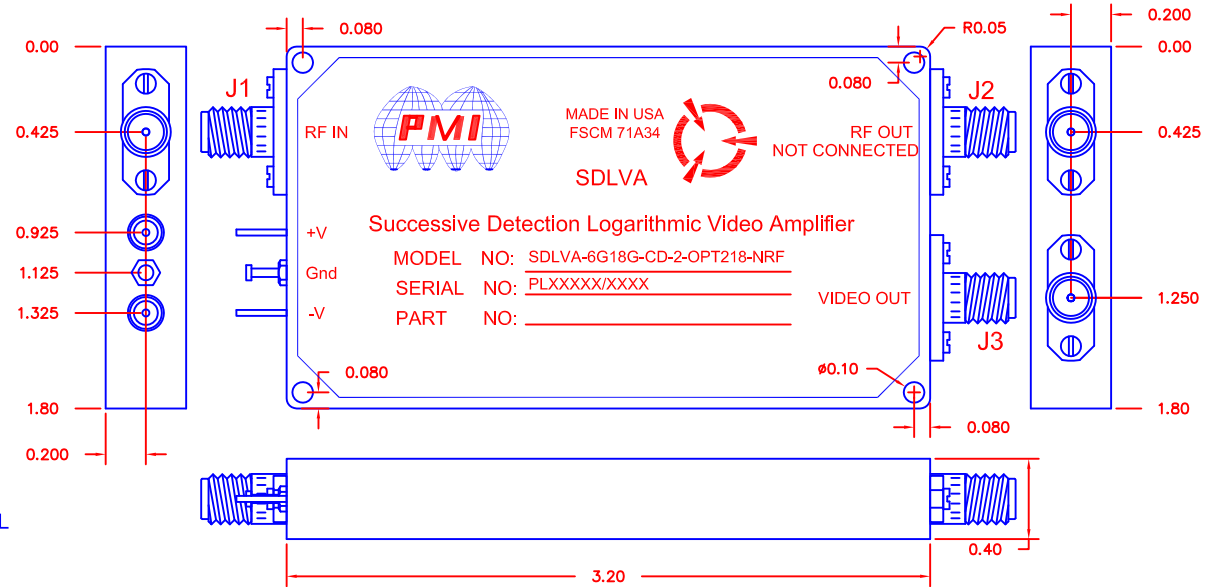 0.00
0.425
0.925
1.125
1.325
1.80
0.200
0.080
R0.05
0.080
J1
RF IN
PMI
MADE IN USA
FSCM 71A34
SDLVA
RF OUT
NOT CONNECTED
J2
Successive Detection Logarithmic Video Amplifier
+V
Gnd
-V
MODEL NO: SDLVA-6G18G-CD-2-OPT218-NRF
SERIAL NO: PLXXXXX/XXXX
PART NO:
VIDEO OUT
J3
0.080
ø0.10
0.080
0.200
0.00
0.425
1.250
1.80
L
3.20
0.40